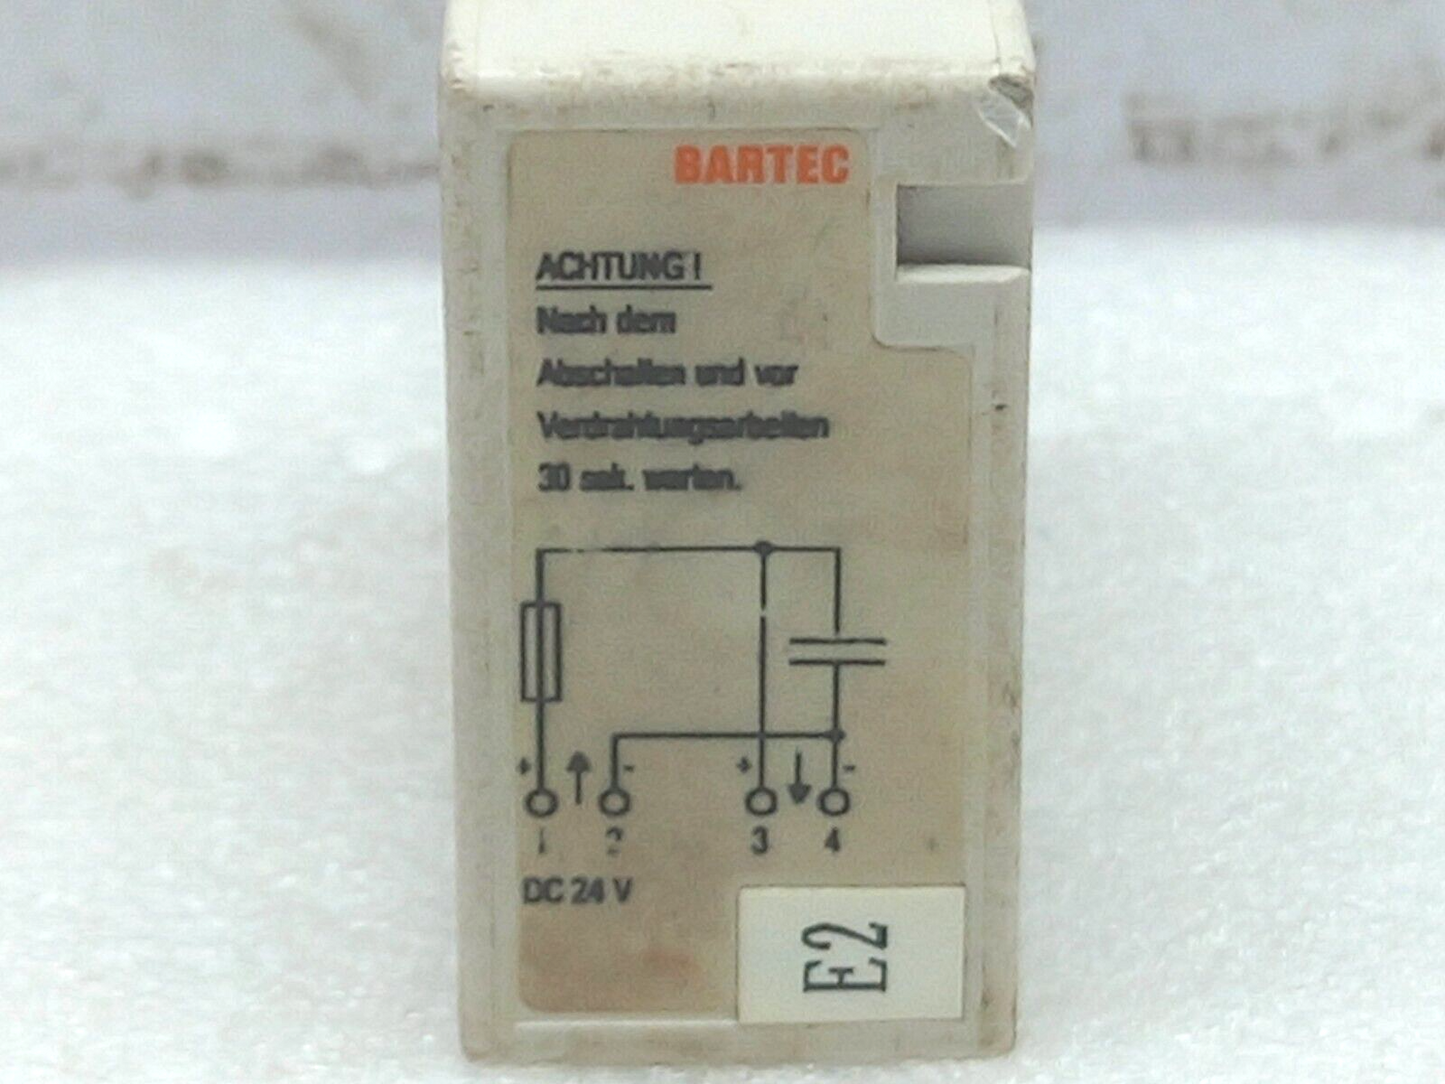 BARTEC
ACHTUNG!
Nach dem
Abschalten und vor
Verdrahtungsarbeiten
30 sek. warten.
+ - + -
1 2 3 4
DC 24 V
E2